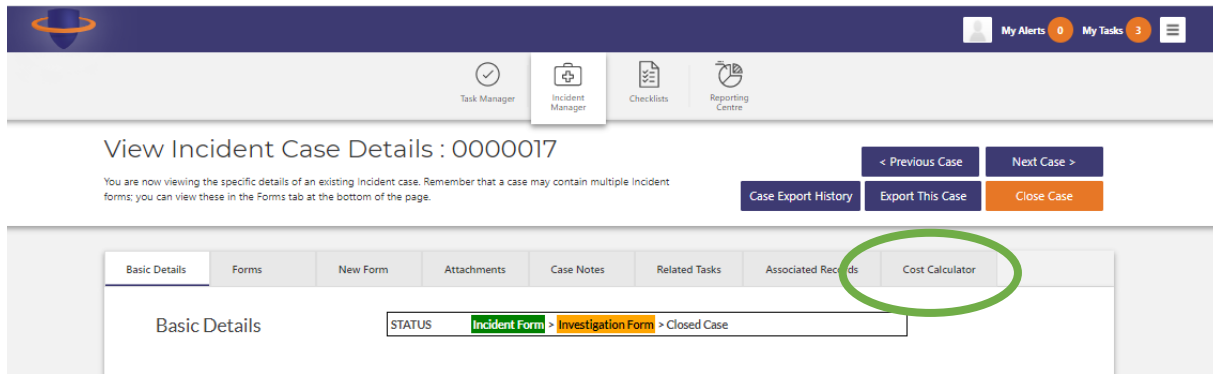 My Alerts 0 My Tasks 3
Task Manager
Incident
Manager
Checklists
Reporting
Centre
View Incident Case Details : 0000017
You are now viewing the specific details of an existing Incident case. Remember that a case may contain multiple Incident
forms; you can view these in the Forms tab at the bottom of the page.
< Previous Case
Next Case >
Case Export History
Export This Case
Close Case
Basic Details
Forms
New Form
Attachments
Case Notes
Related Tasks
Associated Records
Cost Calculator
Basic Details
STATUS Incident Form > Investigation Form > Closed Case